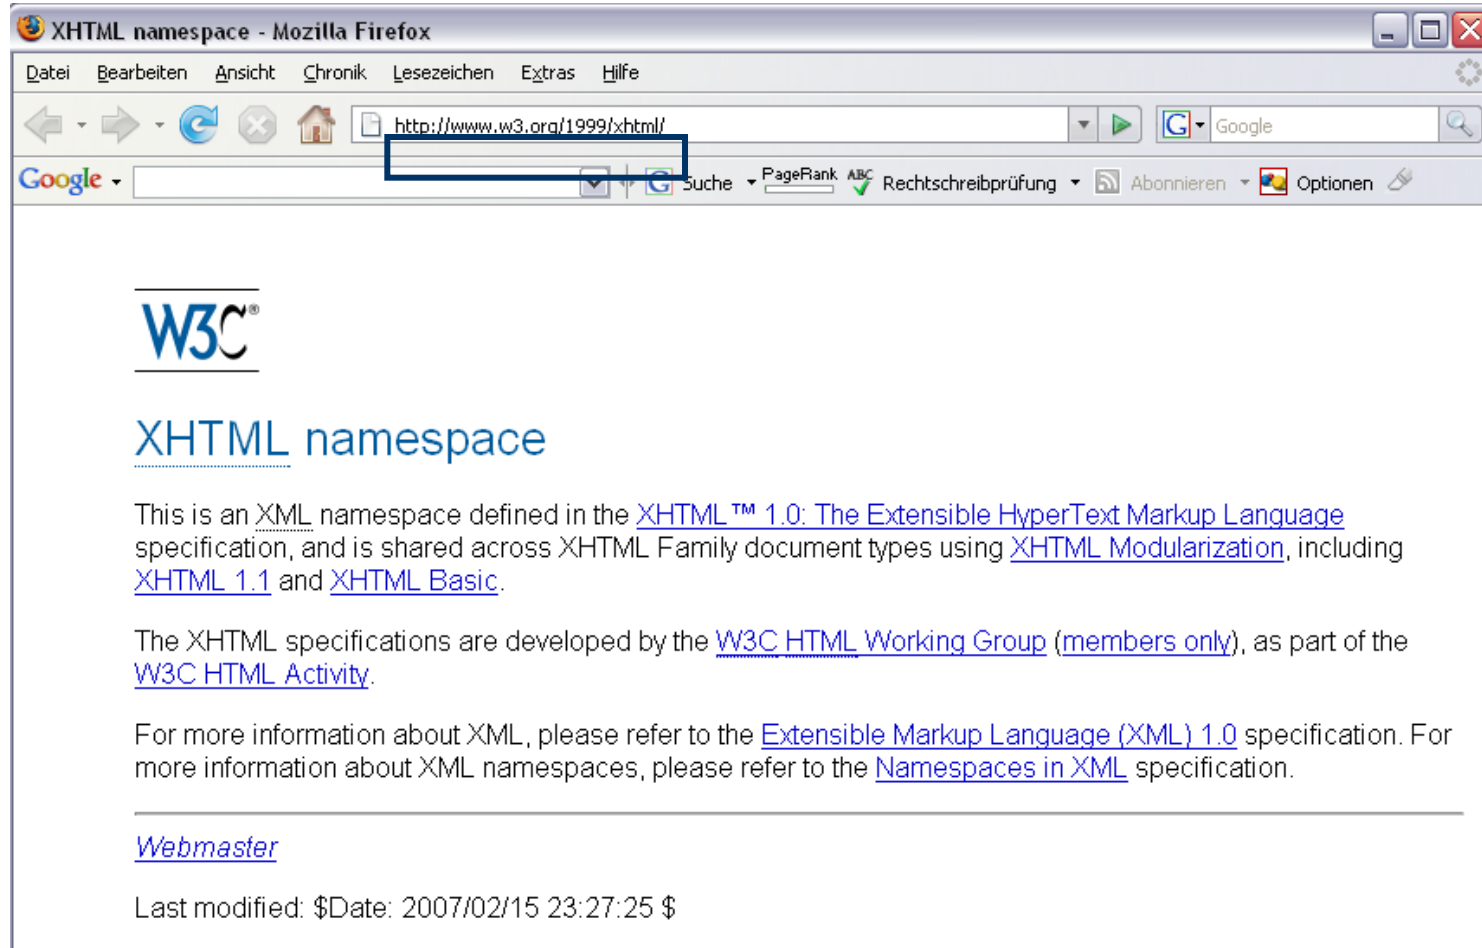 XHTML namespace - Mozilla Firefox
Datei Bearbeiten Ansicht Chronik Lesezeichen Extras Hilfe
http://www.w3.org/1999/xhtml/ G Google
Google G Suche PageRank ABC Rechtschreibprüfung Abonnieren Optionen
W3C®
XHTML namespace
This is an XML namespace defined in the XHTML™ 1.0: The Extensible HyperText Markup Language
specification, and is shared across XHTML Family document types using XHTML Modularization, including
XHTML 1.1 and XHTML Basic.
The XHTML specifications are developed by the W3C HTML Working Group (members only), as part of the
W3C HTML Activity.
For more information about XML, please refer to the Extensible Markup Language (XML) 1.0 specification. For
more information about XML namespaces, please refer to the Namespaces in XML specification.
Webmaster
Last modified: $Date: 2007/02/15 23:27:25 $